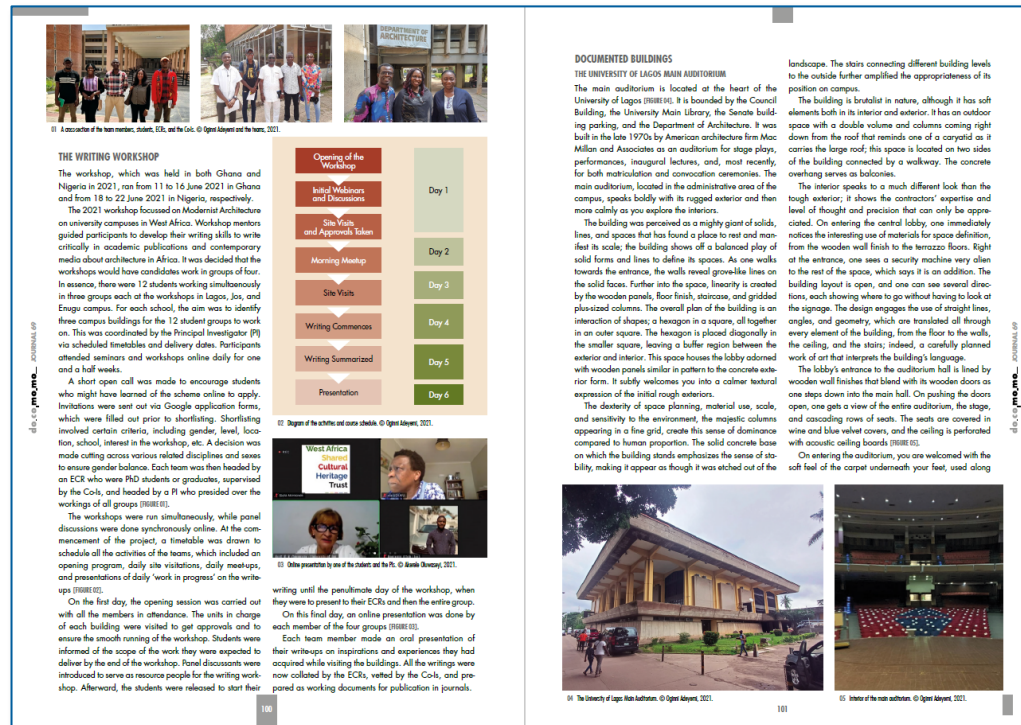 DEPARTMENT OF
ARCHITECTURE
01 A cross-section of the team members, students, ECRs, and the Co-Is. © Oginni Adeyemi and the teams, 2021.
THE WRITING WORKSHOP
The workshop, which was held in both Ghana and
Nigeria in 2021, ran from 11 to 16 June 2021 in Ghana
and from 18 to 22 June 2021 in Nigeria, respectively.
The 2021 workshop focussed on Modernist Architecture
on university campuses in West Africa. Workshop mentors
guided participants to develop their writing skills to write
critically in academic publications and contemporary
media about architecture in Africa. It was decided that the
workshops would have candidates work in groups of four.
In essence, there were 12 students working simultaenously
in three groups each at the workshops in Lagos, Jos, and
Enugu campus. For each school, the aim was to identify
three campus buildings for the 12 student groups to work
on. This was coordinated by the Principal Investigator (PI)
via scheduled timetables and delivery dates. Participants
attended seminars and workshops online daily for one
and a half weeks.
A short open call was made to encourage students
who might have learned of the scheme online to apply.
Invitations were sent out via Google application forms,
which were filled out prior to shortlisting. Shortlisting
involved certain criteria, including gender, level, loca-
tion, school, interest in the workshop, etc. A decision was
made cutting across various related disciplines and sexes
to ensure gender balance. Each team was then headed by
an ECR who were PhD students or graduates, supervised
by the Co-Is, and headed by a PI who presided over the
workings of all groups [FIGURE 01].
The workshops were run simultaneously, while panel
discussions were done synchronously online. At the com-
mencement of the project, a timetable was drawn to
schedule all the activities of the teams, which included an
opening program, daily site visitations, daily meet-ups,
and presentations of daily 'work in progress' on the write-
ups [FIGURE 02].
On the first day, the opening session was carried out
with all the members in attendance. The units in charge
of each building were visited to get approvals and to
ensure the smooth running of the workshop. Students were
informed of the scope of the work they were expected to
deliver by the end of the workshop. Panel discussants were
introduced to serve as resource people for the writing work-
shop. Afterward, the students were released to start their
Opening of the
Workshop
Initial Webinars
and Discussions
Site Visits
and Approvals Taken
Morning Meetup
Site Visits
Writing Commences
Writing Summarized
Presentation
Day 1
Day 2
Day 3
Day 4
Day 5
Day 6
02 Diagram of the activities and course schedule. © Oginni Adeyemi, 2021.
West Africa
Shared
Cultural
Heritage
Trust
03 Online presentation by one of the students and the PIs. © Akerele Oluwaseyi, 2021.
writing until the penultimate day of the workshop, when
they were to present to their ECRs and then the entire group.
On this final day, an online presentation was done by
each member of the four groups [FIGURE 03].
Each team member made an oral presentation of
their write-ups on inspirations and experiences they had
acquired while visiting the buildings. All the writings were
now collated by the ECRs, vetted by the Co-Is, and pre-
pared as working documents for publication in journals.
do_co_mo_mo_ JOURNAL 69
100
DOCUMENTED BUILDINGS
THE UNIVERSITY OF LAGOS MAIN AUDITORIUM
The main auditorium is located at the heart of the
University of Lagos [FIGURE 04]. It is bounded by the Council
Building, the University Main Library, the Senate build-
ing parking, and the Department of Architecture. It was
built in the late 1970s by American architecture firm Mac
Millan and Associates as an auditorium for stage plays,
performances, inaugural lectures, and, most recently,
for both matriculation and convocation ceremonies. The
main auditorium, located in the administrative area of the
campus, speaks boldly with its rugged exterior and then
more calmly as you explore the interiors.
The building was perceived as a mighty giant of solids,
lines, and spaces that has found a place to rest and man-
ifest its scale; the building shows off a balanced play of
solid forms and lines to define its spaces. As one walks
towards the entrance, the walls reveal grove-like lines on
the solid faces. Further into the space, linearity is created
by the wooden panels, floor finish, staircase, and gridded
plus-sized columns. The overall plan of the building is an
interaction of shapes; a hexagon in a square, all together
in an outer square. The hexagon is placed diagonally in
the smaller square, leaving a buffer region between the
exterior and interior. This space houses the lobby adorned
with wooden panels similar in pattern to the concrete exte-
rior form. It subtly welcomes you into a calmer textural
expression of the initial rough exteriors.
The dexterity of space planning, material use, scale,
and sensitivity to the environment, the majestic columns
appearing in a fine grid, create this sense of dominance
compared to human proportion. The solid concrete base
on which the building stands emphasizes the sense of sta-
bility, making it appear as though it was etched out of the
landscape. The stairs connecting different building levels
to the outside further amplified the appropriateness of its
position on campus.
The building is brutalist in nature, although it has soft
elements both in its interior and exterior. It has an outdoor
space with a double volume and columns coming right
down from the roof that reminds one of a caryatid as it
carries the large roof; this space is located on two sides
of the building connected by a walkway. The concrete
overhang serves as balconies.
The interior speaks to a much different look than the
tough exterior; it shows the contractors' expertise and
level of thought and precision that can only be appre-
ciated. On entering the central lobby, one immediately
notices the interesting use of materials for space definition,
from the wooden wall finish to the terrazzo floors. Right
at the entrance, one sees a security machine very alien
to the rest of the space, which says it is an addition. The
building layout is open, and one can see several direc-
tions, each showing where to go without having to look at
the signage. The design engages the use of straight lines,
angles, and geometry, which are translated all through
every element of the building, from the floor to the walls,
the ceiling, and the stairs; indeed, a carefully planned
work of art that interprets the building's language.
The lobby's entrance to the auditorium hall is lined by
wooden wall finishes that blend with its wooden doors as
one steps down into the main hall. On pushing the doors
open, one gets a view of the entire auditorium, the stage,
and cascading rows of seats. The seats are covered in
wine and blue velvet covers, and the ceiling is perforated
with acoustic ceiling boards [FIGURE 05].
On entering the auditorium, you are welcomed with the
soft feel of the carpet underneath your feet, used along
04 The University of Lagos Main Auditorium. © Oginni Adeyemi, 2021.
05 Interior of the main auditorium. © Oginni Adeyemi, 2021.
do_co_mo_mo_ JOURNAL 69
101